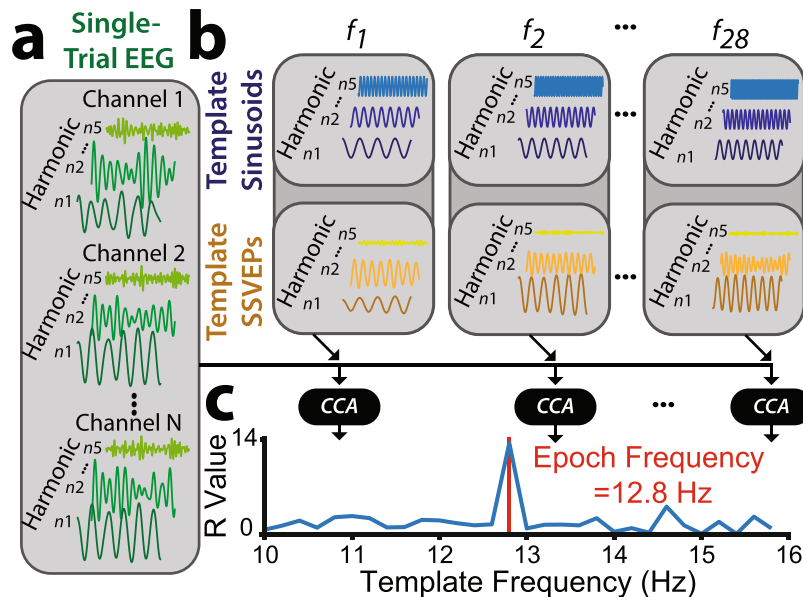 a
Single-
Trial EEG
Channel 1
Harmonic
n5
n2
n1
Channel 2
Harmonic
n5
n2
n1
Channel N
Harmonic
n5
n2
n1
b
f1
f2
...
f28
Template
Sinusoids
Harmonic
n5
n2
n1
Harmonic
n5
n2
n1
...
Harmonic
n5
n2
n1
Template
SSVEPs
Harmonic
n5
n2
n1
Harmonic
n5
n2
n1
...
Harmonic
n5
n2
n1
CCA
CCA
...
CCA
c
R Value
14
0
Epoch Frequency
=12.8 Hz
10 11 12 13 14 15 16
Template Frequency (Hz)